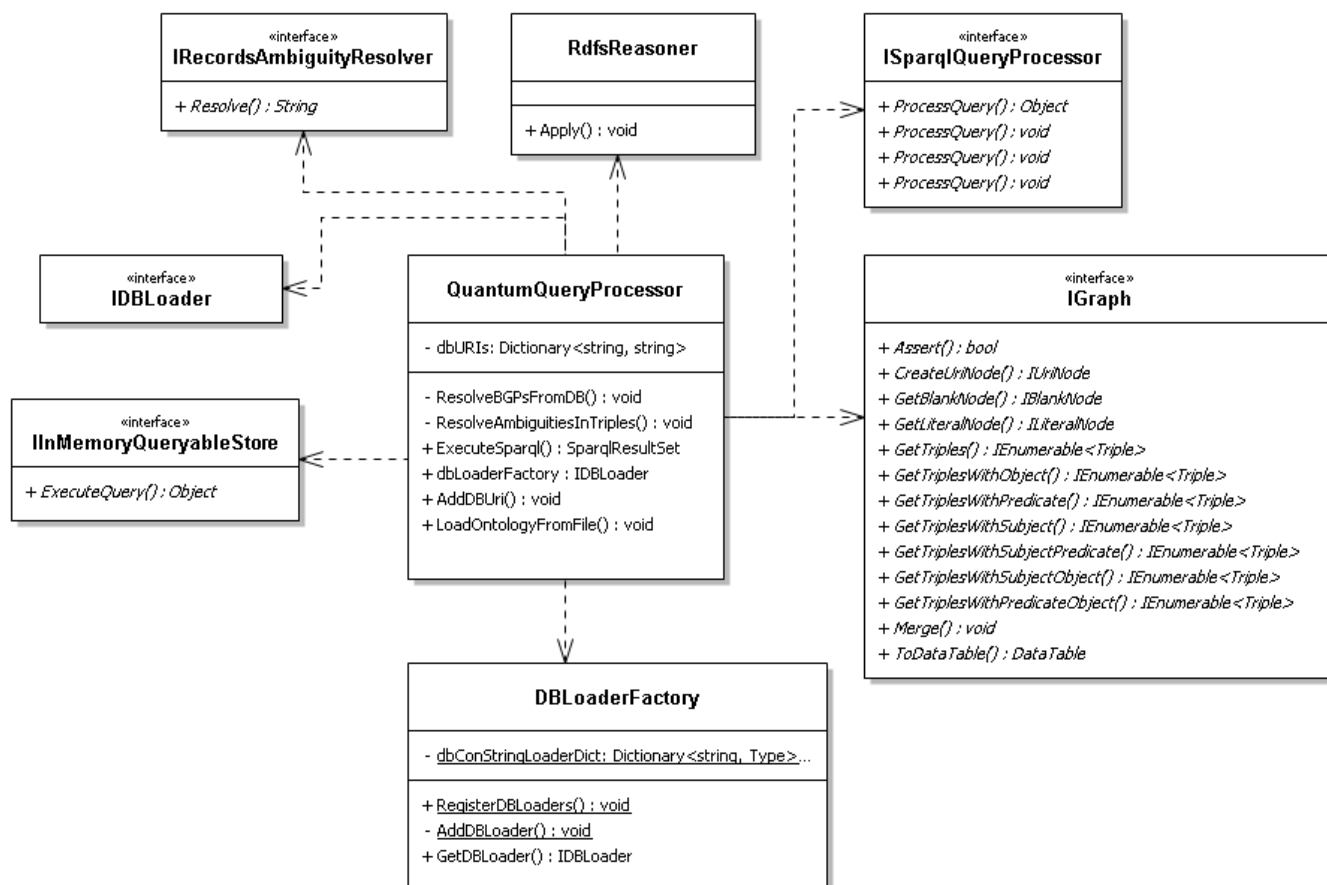 «interface»
IRecordsAmbiguityResolver
+ Resolve() : String
RdfsReasoner
+ Apply() : void
«interface»
ISparqlQueryProcessor
+ ProcessQuery() : Object
+ ProcessQuery() : void
+ ProcessQuery() : void
+ ProcessQuery() : void
«interface»
IDBLoader
QuantumQueryProcessor
- dbURIs: Dictionary<string, string>
- ResolveBGPsFromDB() : void
- ResolveAmbiguitiesInTriples() : void
+ ExecuteSparql() : SparqlResultSet
+ dbLoaderFactory : IDBLoader
+ AddDBUri() : void
+ LoadOntologyFromFile() : void
«interface»
IGraph
+ Assert() : bool
+ CreateUriNode() : IUriNode
+ GetBlankNode() : IBlankNode
+ GetLiteralNode() : ILiteralNode
+ GetTriples() : IEnumerable<Triple>
+ GetTriplesWithObject() : IEnumerable<Triple>
+ GetTriplesWithPredicate() : IEnumerable<Triple>
+ GetTriplesWithSubject() : IEnumerable<Triple>
+ GetTriplesWithSubjectPredicate() : IEnumerable<Triple>
+ GetTriplesWithSubjectObject() : IEnumerable<Triple>
+ GetTriplesWithPredicateObject() : IEnumerable<Triple>
+ Merge() : void
+ ToDataTable() : DataTable
«interface»
IInMemoryQueryableStore
+ ExecuteQuery() : Object
DBLoaderFactory
- dbConStringLoaderDict: Dictionary<string, Type>...
+ RegisterDBLoaders() : void
- AddDBLoader() : void
+ GetDBLoader() : IDBLoader